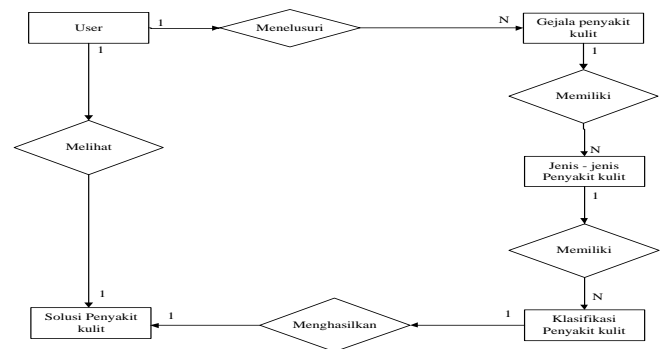 User
1
Menelusuri
N
Gejala penyakit
kulit
1
1
Memiliki
Melihat
N
Jenis - jenis
Penyakit kulit
1
Memiliki
1
N
Solusi Penyakit
kulit
1
Menghasilkan
1
Klasifikasi
Penyakit kulit